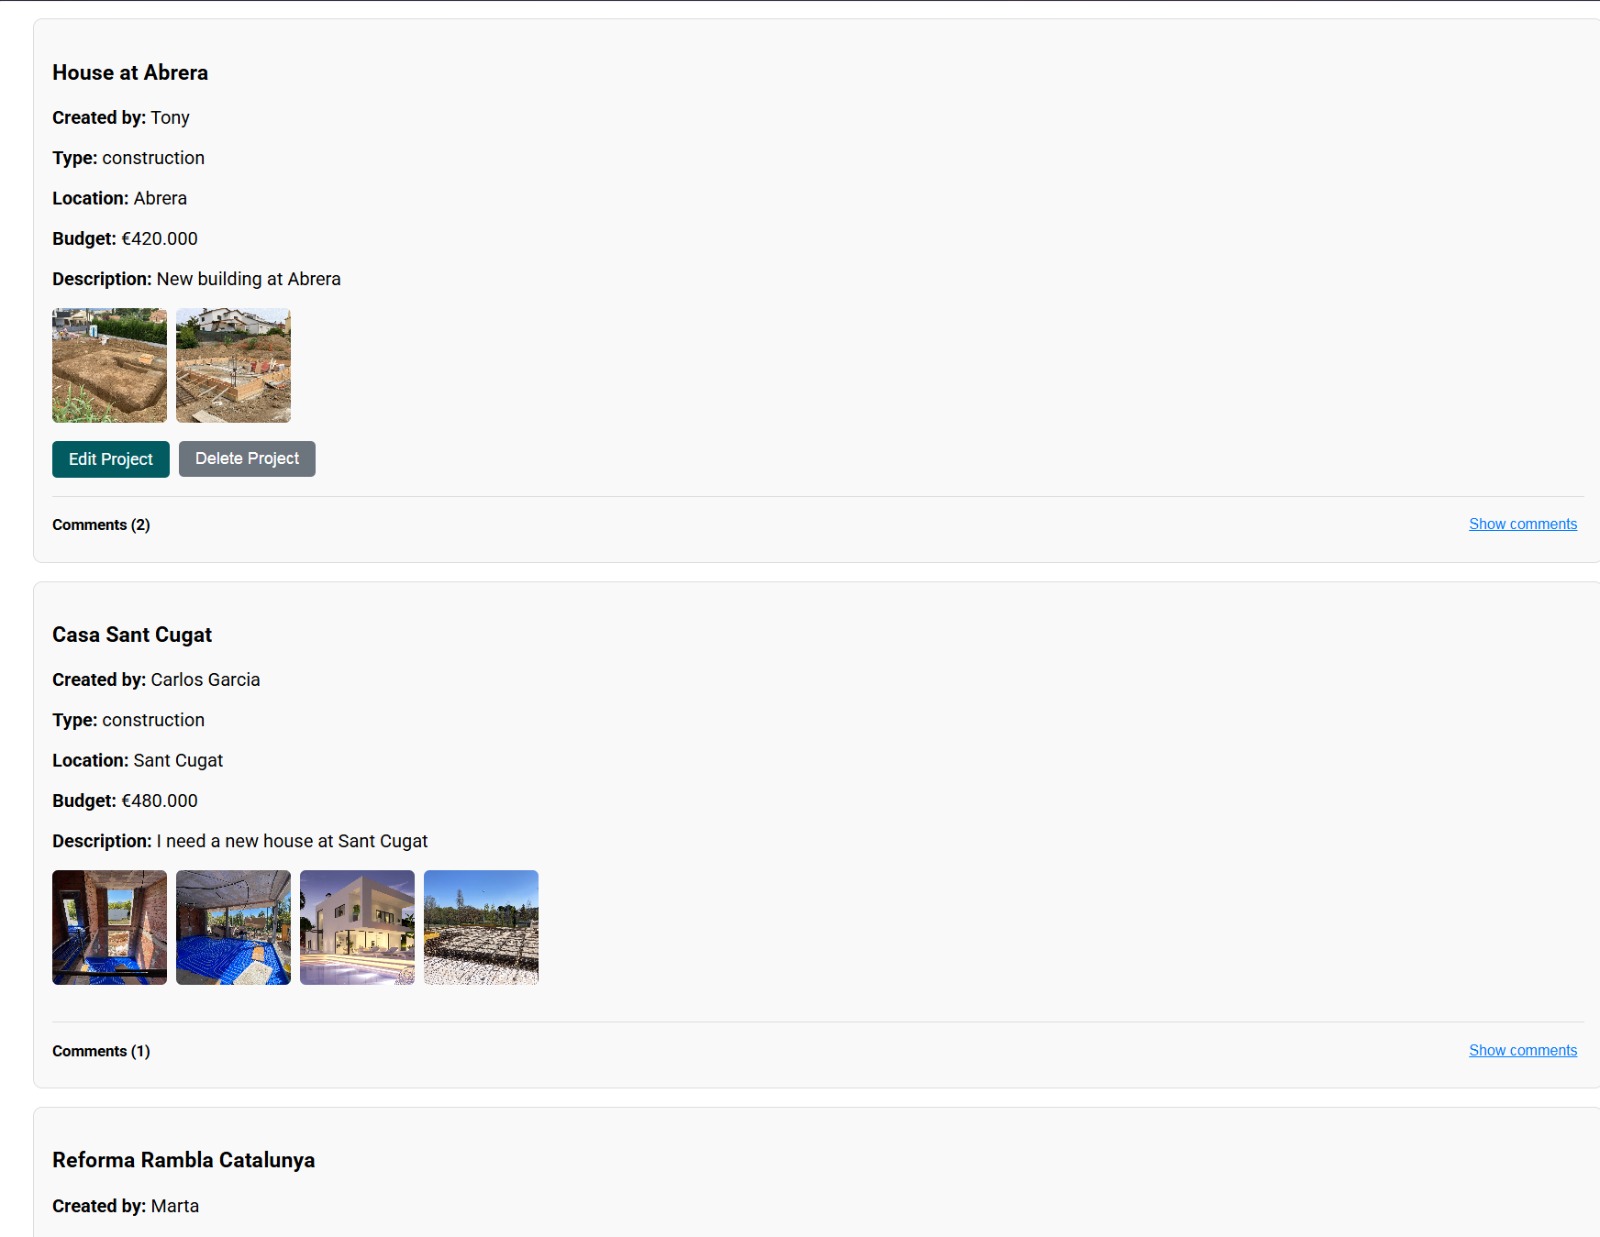 House at Abrera
Created by: Tony
Type: construction
Location: Abrera
Budget: €420.000
Description: New building at Abrera
Edit Project Delete Project
Comments (2) Show comments
Casa Sant Cugat
Created by: Carlos Garcia
Type: construction
Location: Sant Cugat
Budget: €480.000
Description: I need a new house at Sant Cugat
Comments (1) Show comments
Reforma Rambla Catalunya
Created by: Marta